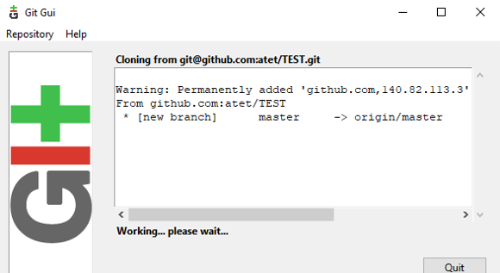 Git Gui
Repository Help
Cloning from git@github.com:atet/TEST.git
Warning: Permanently added 'github.com,140.82.113.3'
From github.com:atet/TEST
* [new branch] master -> origin/master
GIt
Working... please wait...
Quit